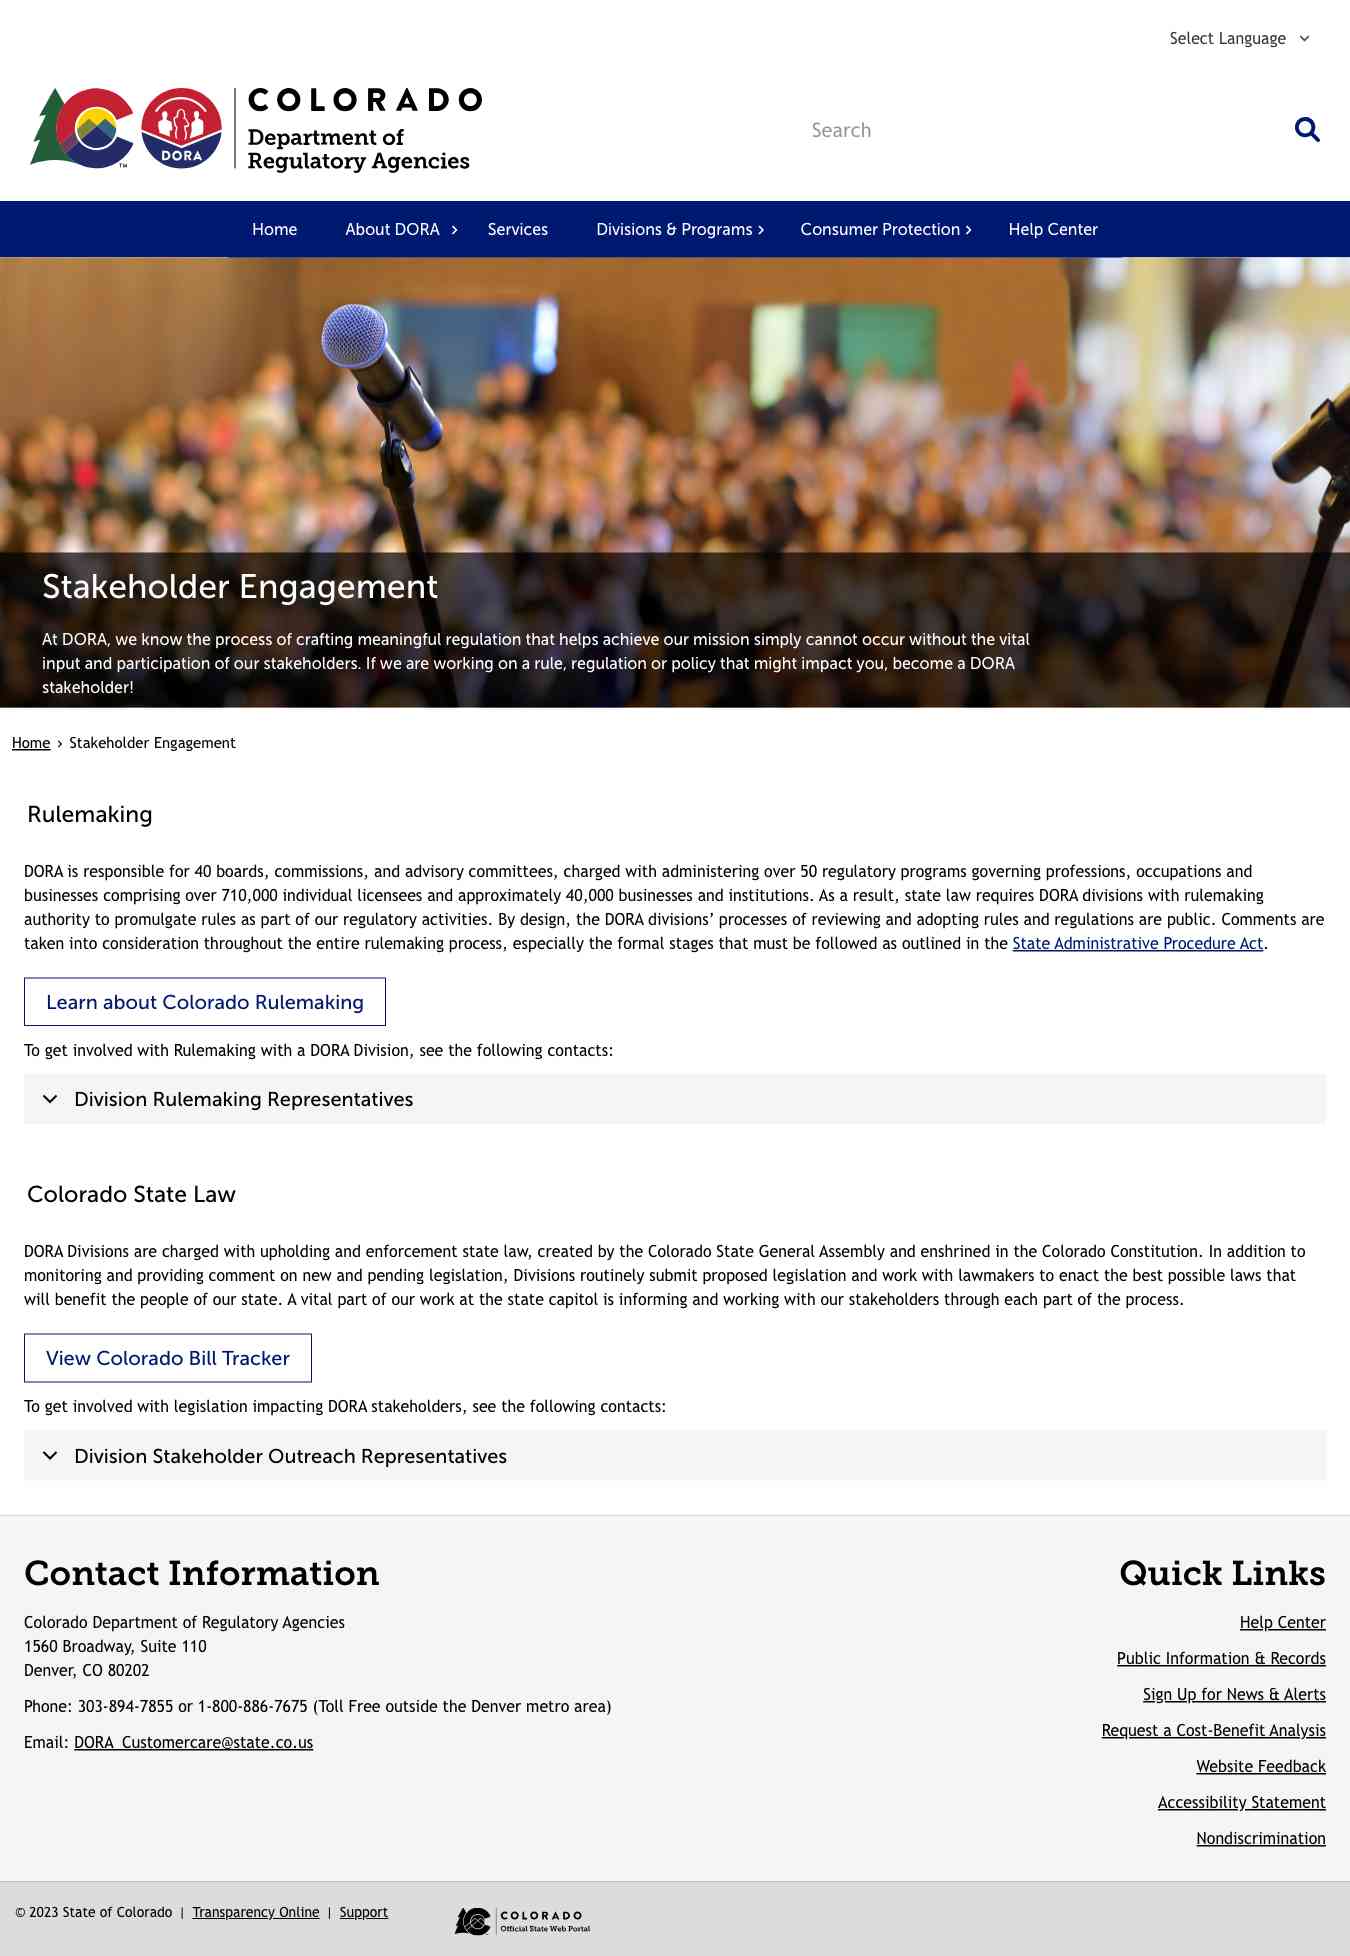 Select Language
COLORADO
Department of
Regulatory Agencies
DORA
TM
Search
Home
About DORA
Services
Divisions & Programs
Consumer Protection
Help Center
Stakeholder Engagement
At DORA, we know the process of crafting meaningful regulation that helps achieve our mission simply cannot occur without the vital
input and participation of our stakeholders. If we are working on a rule, regulation or policy that might impact you, become a DORA
stakeholder!
Home › Stakeholder Engagement
Rulemaking
DORA is responsible for 40 boards, commissions, and advisory committees, charged with administering over 50 regulatory programs governing professions, occupations and
businesses comprising over 710,000 individual licensees and approximately 40,000 businesses and institutions. As a result, state law requires DORA divisions with rulemaking
authority to promulgate rules as part of our regulatory activities. By design, the DORA divisions’ processes of reviewing and adopting rules and regulations are public. Comments are
taken into consideration throughout the entire rulemaking process, especially the formal stages that must be followed as outlined in the State Administrative Procedure Act.
Learn about Colorado Rulemaking
To get involved with Rulemaking with a DORA Division, see the following contacts:
Division Rulemaking Representatives
Colorado State Law
DORA Divisions are charged with upholding and enforcement state law, created by the Colorado State General Assembly and enshrined in the Colorado Constitution. In addition to
monitoring and providing comment on new and pending legislation, Divisions routinely submit proposed legislation and work with lawmakers to enact the best possible laws that
will benefit the people of our state. A vital part of our work at the state capitol is informing and working with our stakeholders through each part of the process.
View Colorado Bill Tracker
To get involved with legislation impacting DORA stakeholders, see the following contacts:
Division Stakeholder Outreach Representatives
Contact Information
Colorado Department of Regulatory Agencies
1560 Broadway, Suite 110
Denver, CO 80202
Phone: 303-894-7855 or 1-800-886-7675 (Toll Free outside the Denver metro area)
Email: DORA_Customercare@state.co.us
Quick Links
Help Center
Public Information & Records
Sign Up for News & Alerts
Request a Cost-Benefit Analysis
Website Feedback
Accessibility Statement
Nondiscrimination
© 2023 State of Colorado | Transparency Online | Support
COLORADO
Official State Web Portal